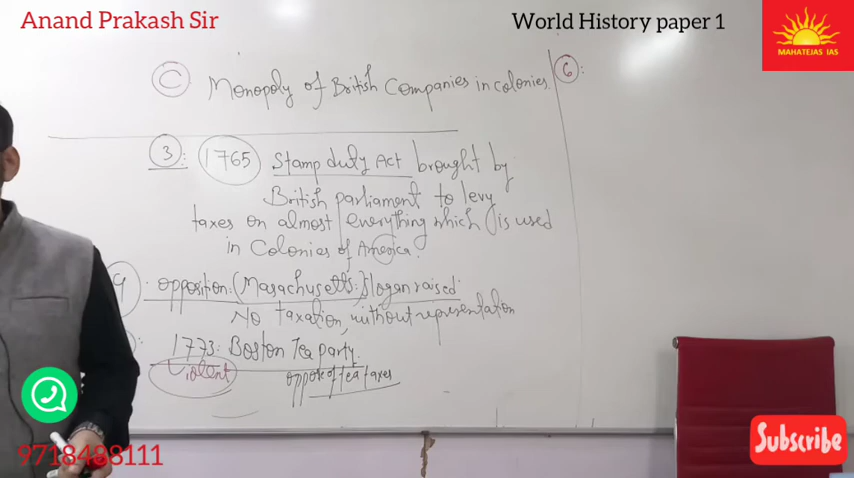 Anand Prakash Sir
World History paper 1
MAHATEJAS IAS
C Monopoly of British Companies in colonies.
6:
3: 1765 Stamp duty Act brought by
British parliament to levy
taxes on almost everything which is used
in Colonies of America.
opposition: (Masachusetts:) slogan raised:
No taxation without representation
1773: Boston Tea party
Violent
oppose of tea taxes
9718488111
Subscribe